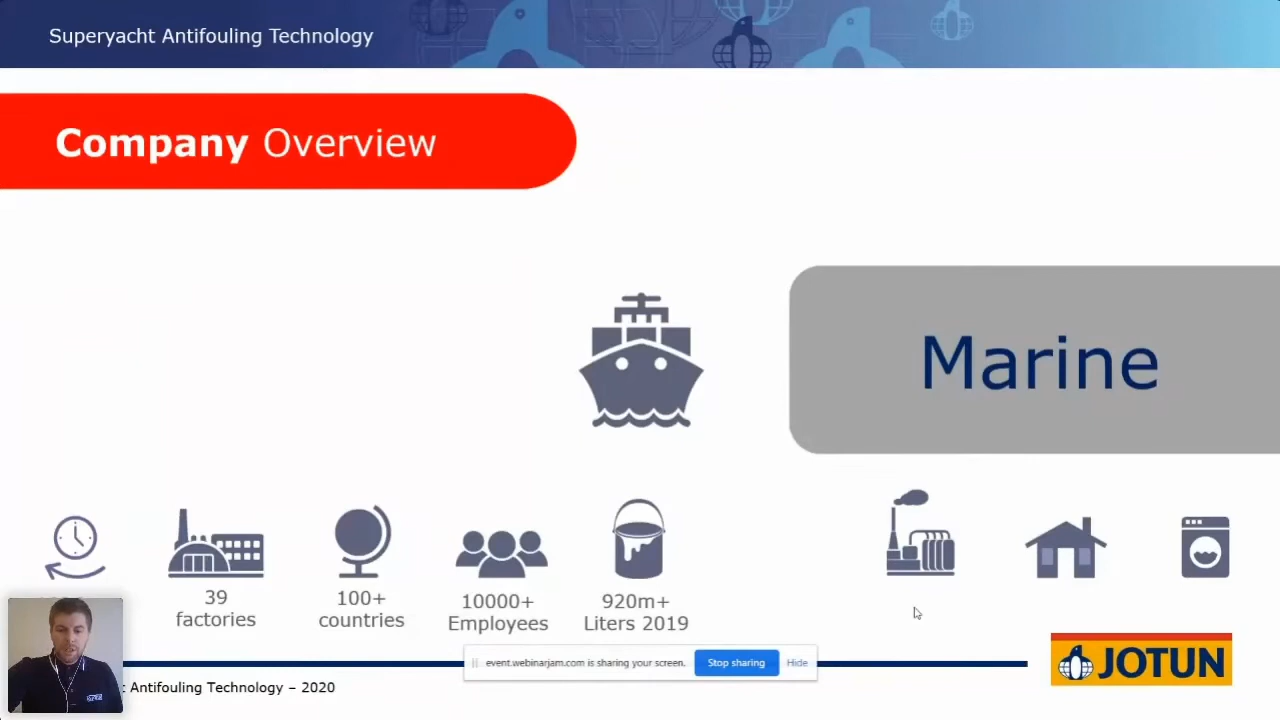 Superyacht Antifouling Technology
Company Overview
Marine
39
factories
100+
countries
10000+
Employees
920m+
Liters 2019
event.webinarjam.com is sharing your screen.
Stop sharing
Hide
Antifouling Technology – 2020
JOTUN